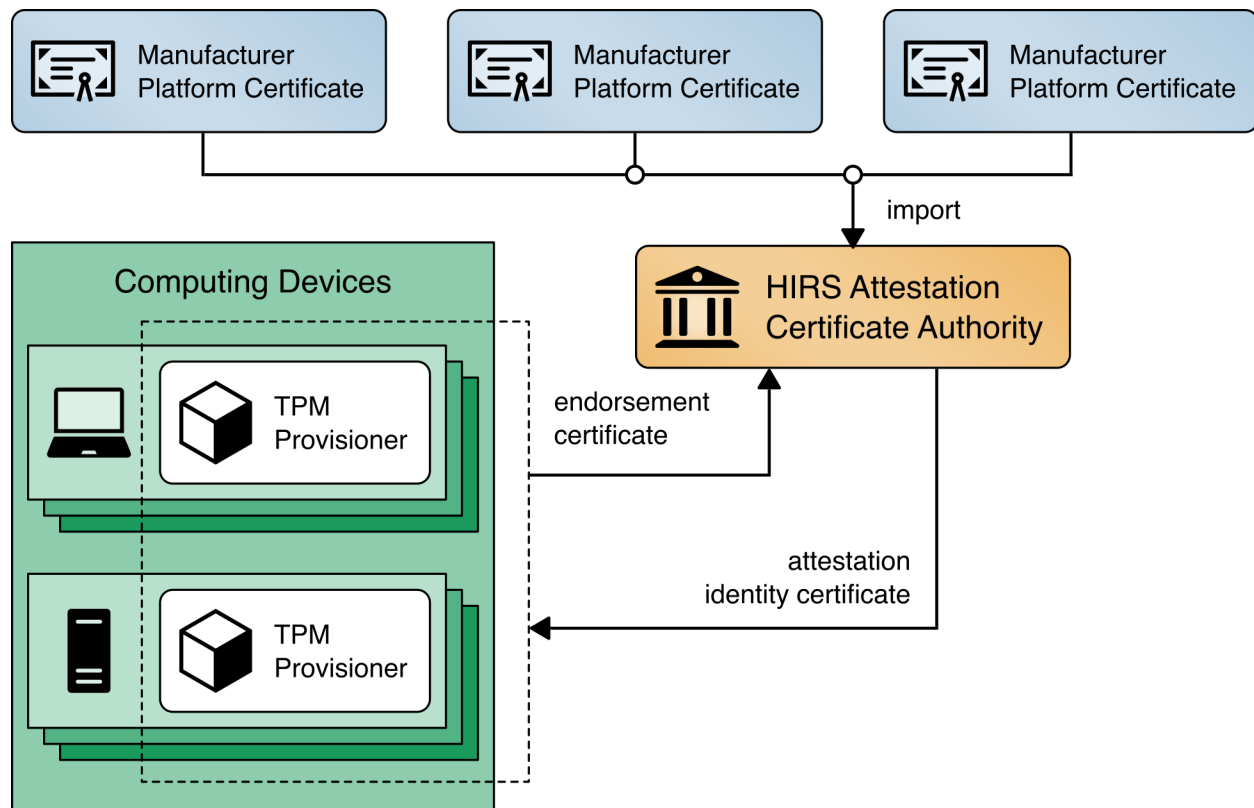 Manufacturer
Platform Certificate
Manufacturer
Platform Certificate
Manufacturer
Platform Certificate
import
Computing Devices
HIRS Attestation
Certificate Authority
TPM
Provisioner
endorsement
certificate
attestation
identity certificate
TPM
Provisioner